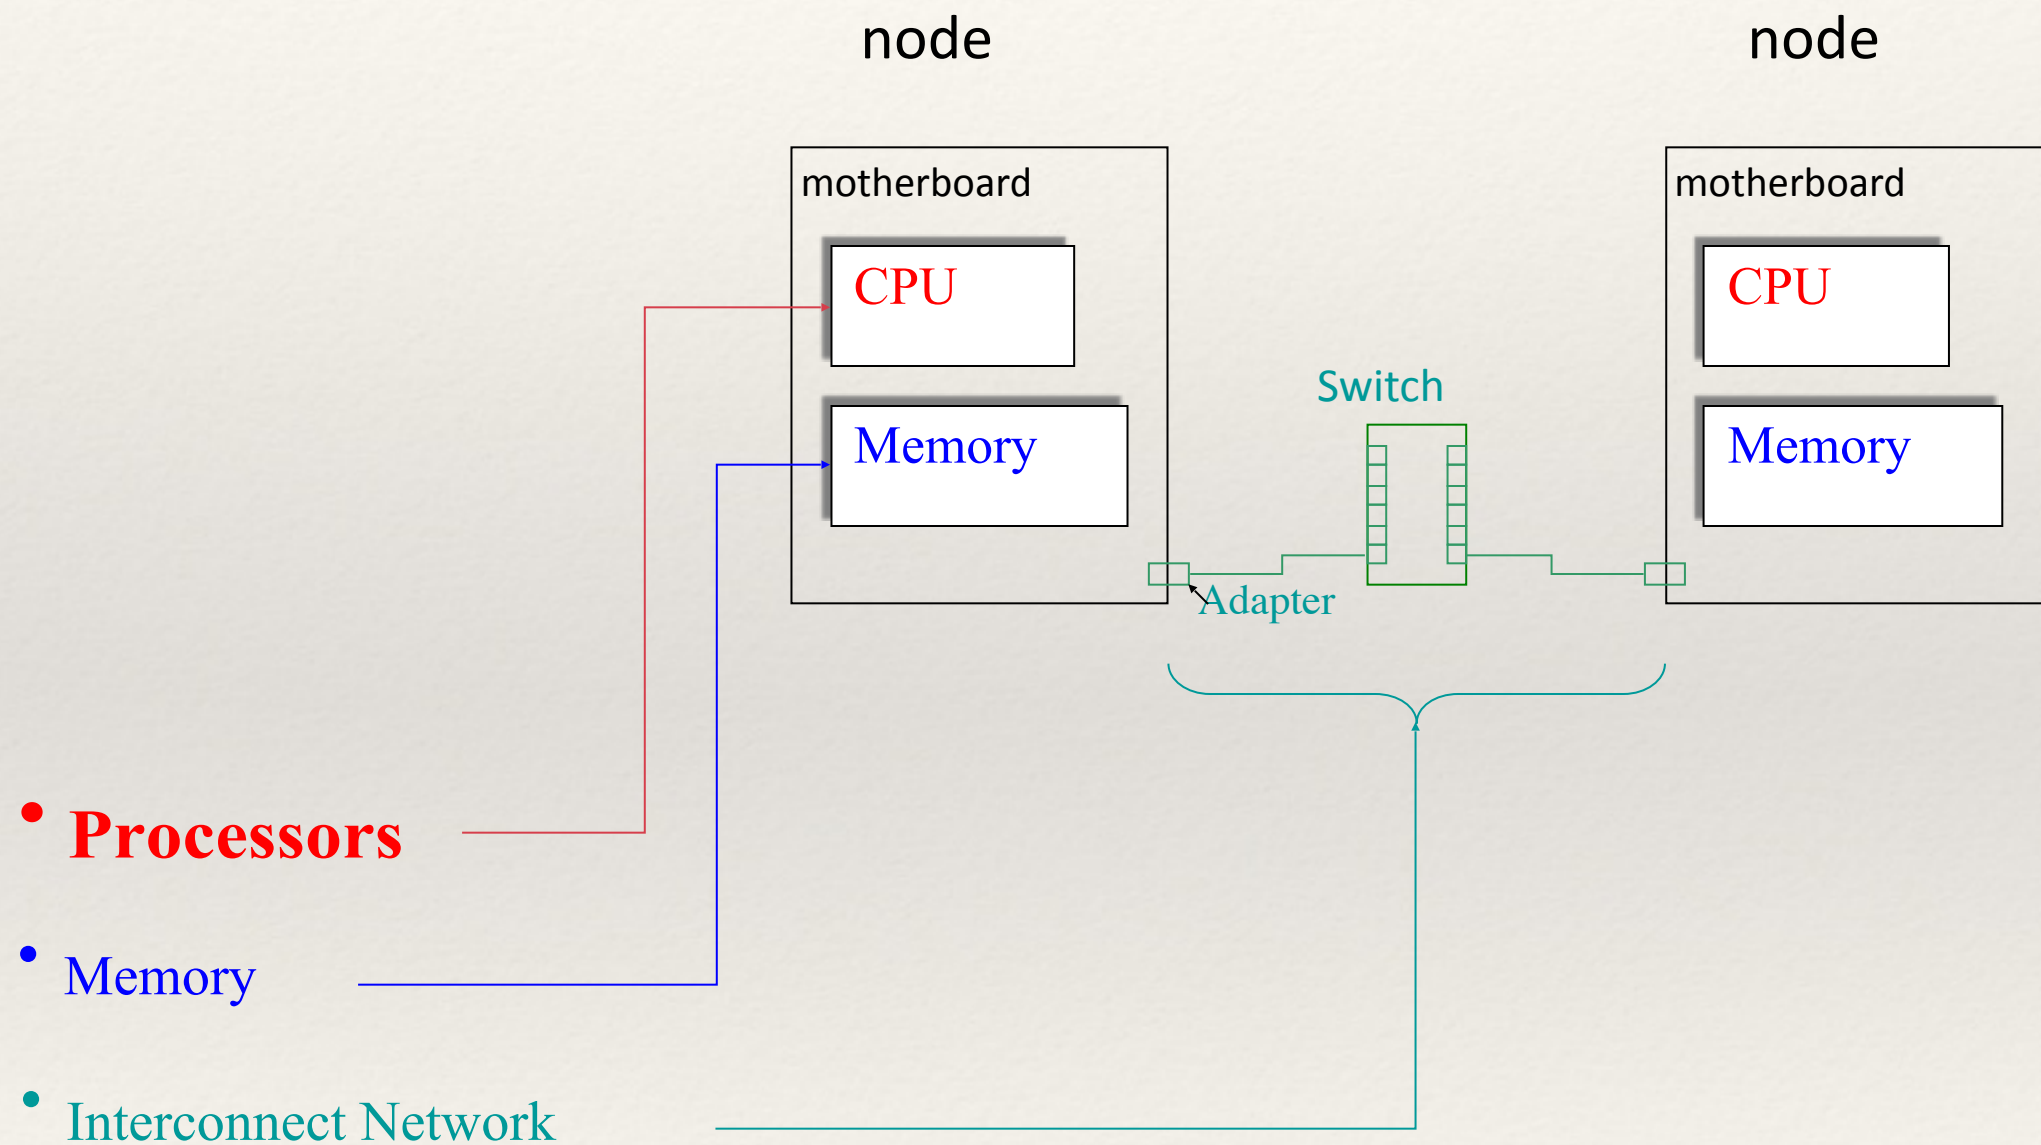 node
node
motherboard
motherboard
CPU
CPU
Switch
Memory
Memory
Adapter
• Processors
• Memory
• Interconnect Network